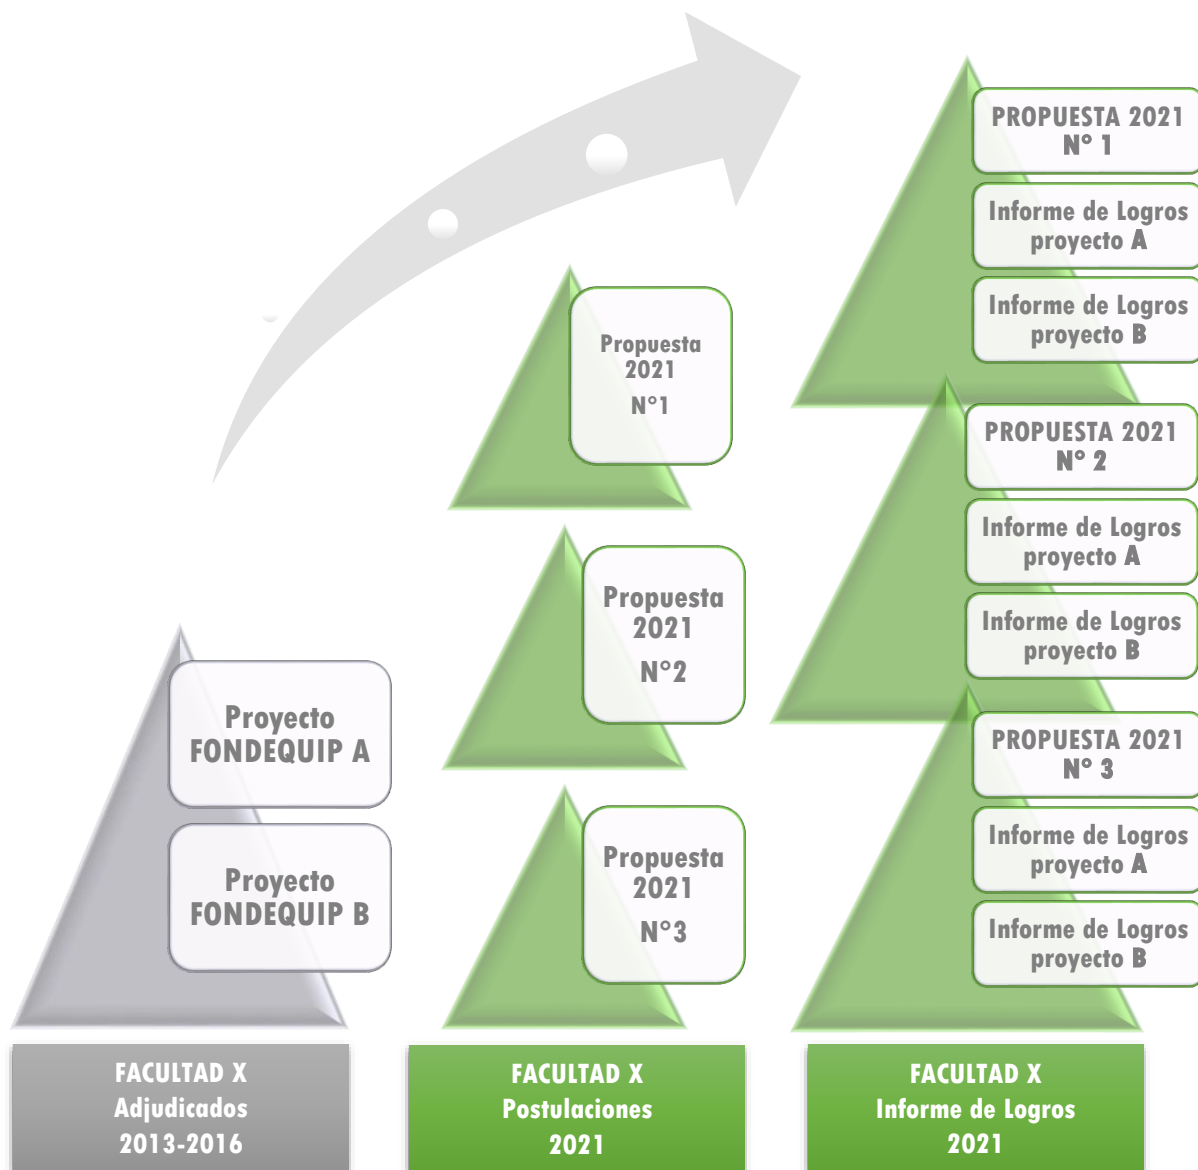 Proyecto
FONDEQUIP A
Proyecto
FONDEQUIP B
FACULTAD X
Adjudicados
2013-2016
Propuesta
2021
N°1
Propuesta
2021
N°2
Propuesta
2021
N°3
FACULTAD X
Postulaciones
2021
PROPUESTA 2021
N° 1
Informe de Logros
proyecto A
Informe de Logros
proyecto B
PROPUESTA 2021
N° 2
Informe de Logros
proyecto A
Informe de Logros
proyecto B
PROPUESTA 2021
N° 3
Informe de Logros
proyecto A
Informe de Logros
proyecto B
FACULTAD X
Informe de Logros
2021